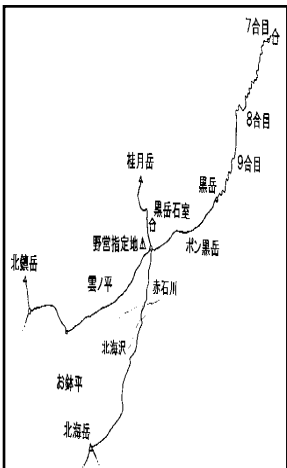 7合目
8合目
9合目
桂月岳
黒岳
黒岳石室
野営指定地
ポン黒岳
北鎮岳
雲ノ平
赤石川
北海沢
お鉢平
北海岳